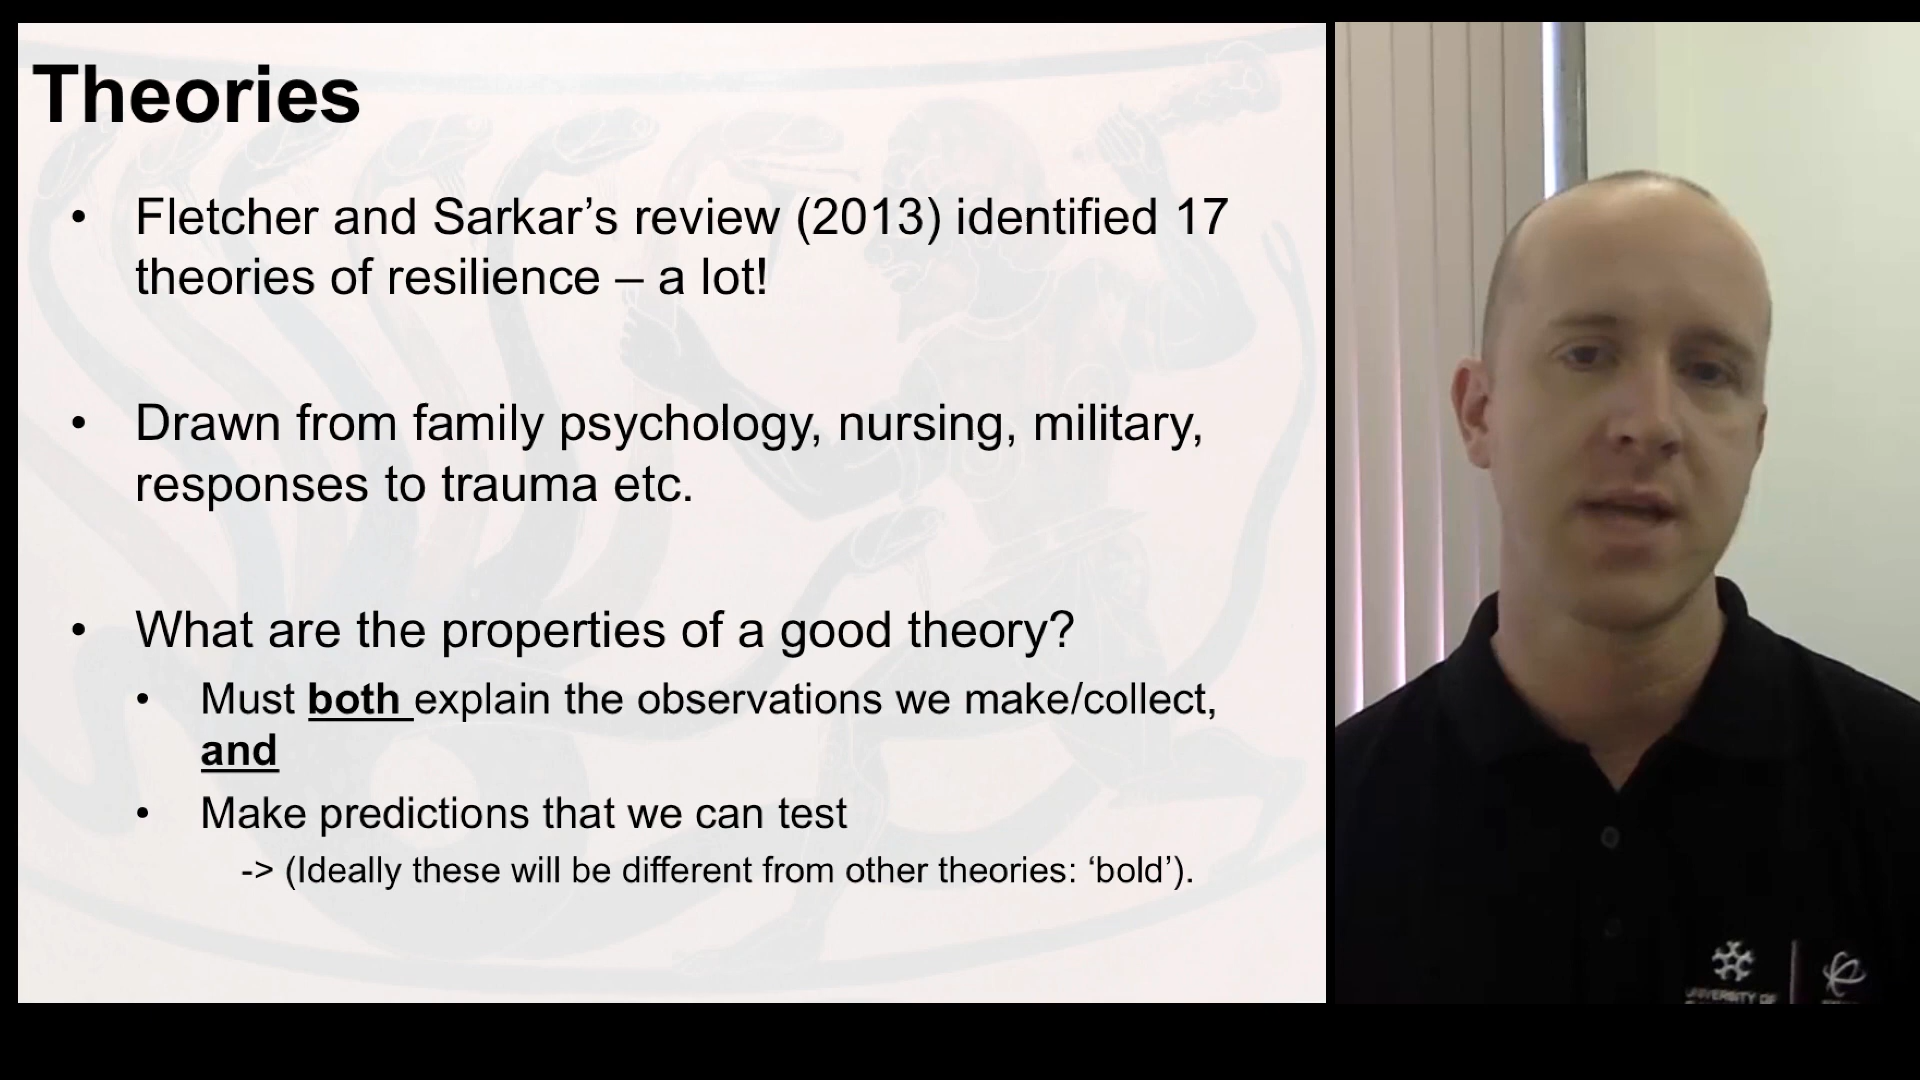 Theories
• Fletcher and Sarkar’s review (2013) identified 17
theories of resilience – a lot!
• Drawn from family psychology, nursing, military,
responses to trauma etc.
• What are the properties of a good theory?
• Must both explain the observations we make/collect,
and
• Make predictions that we can test
-> (Ideally these will be different from other theories: ‘bold’).
UNIVERSITY OF